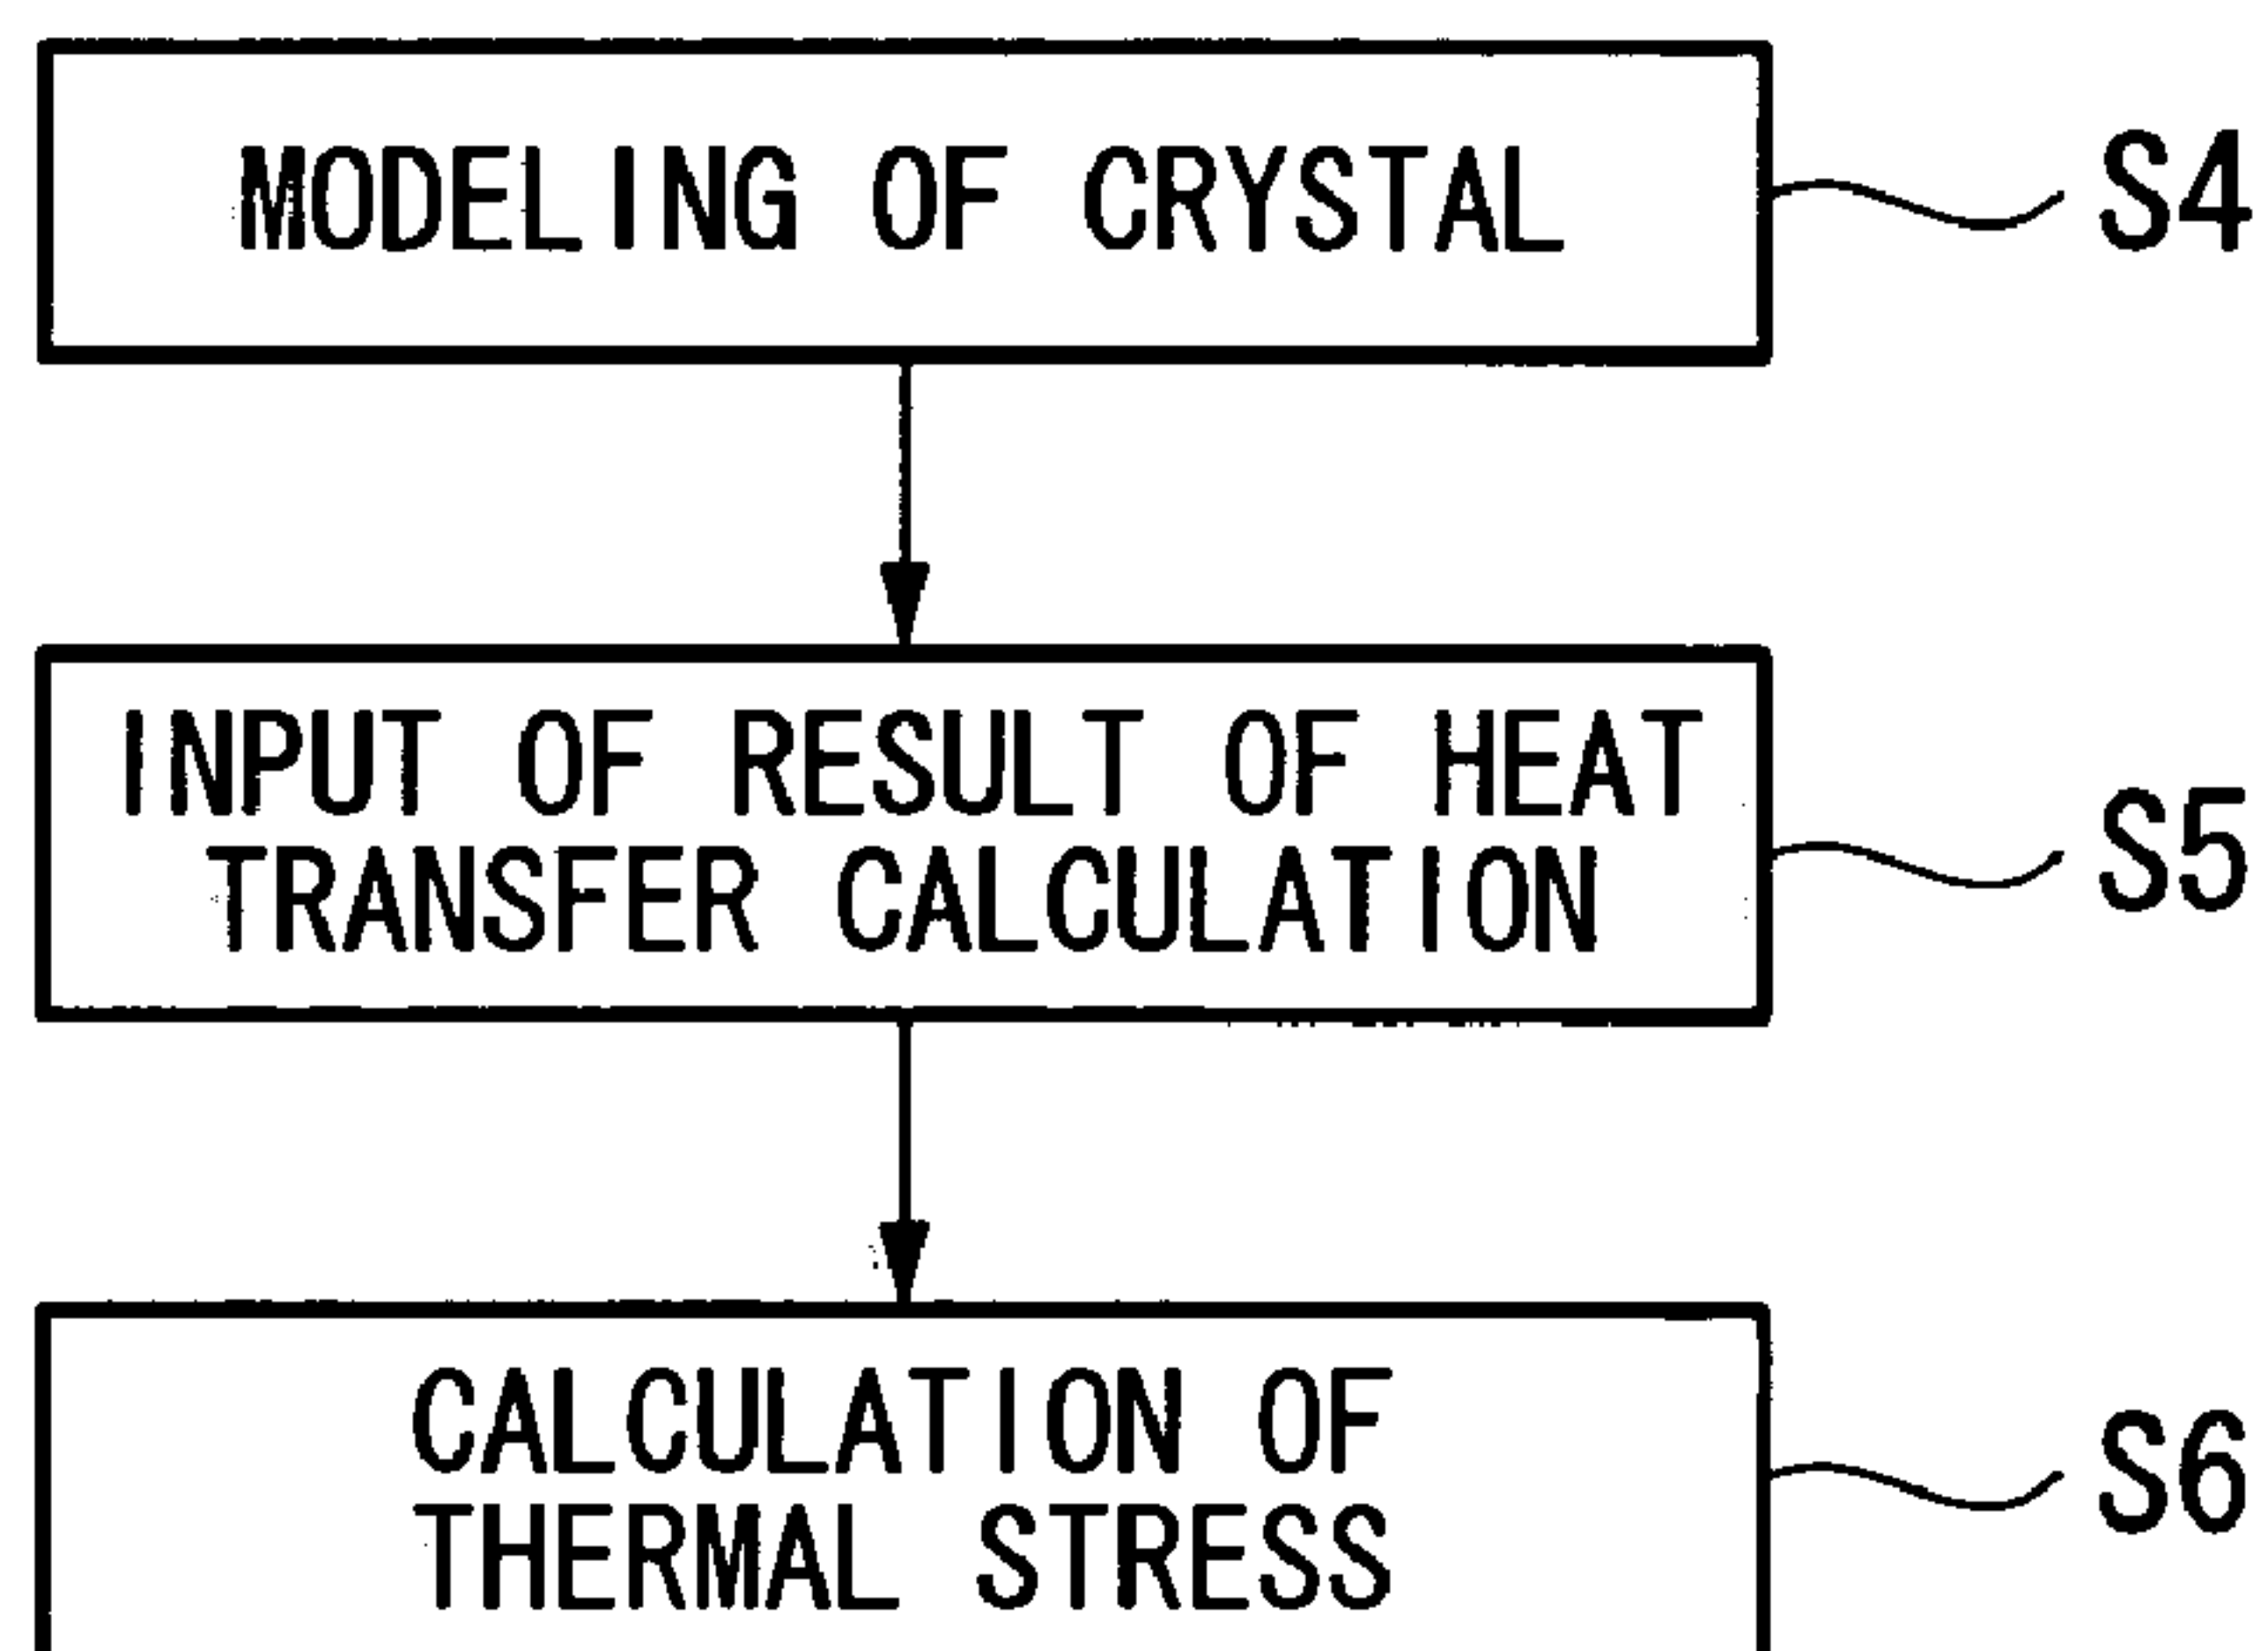 MODELING OF CRYSTAL
S4
INPUT OF RESULT OF HEAT
TRANSFER CALCULATION
S5
CALCULATION OF
THERMAL STRESS
S6